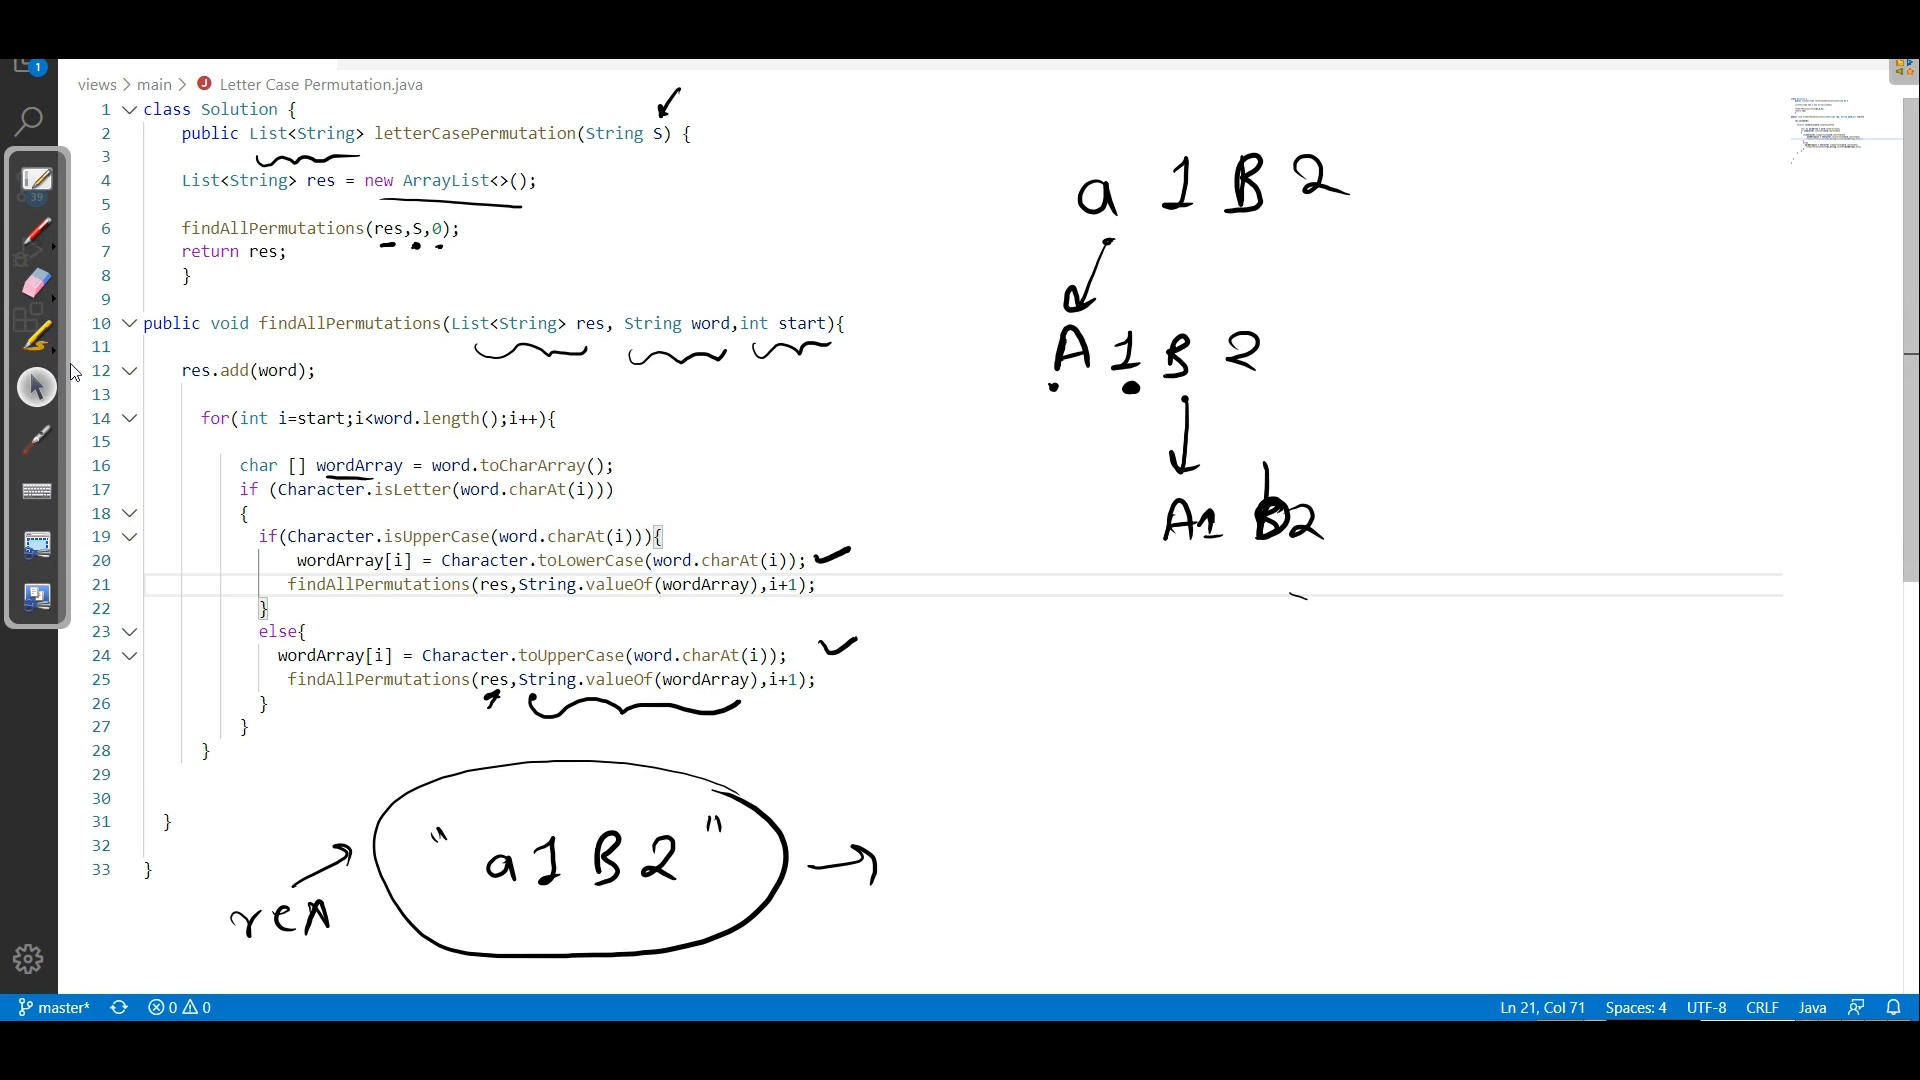 views > main > Letter Case Permutation.java
1 class Solution {
2 public List<String> letterCasePermutation(String S) {
3
4 List<String> res = new ArrayList<>();
5
6 findAllPermutations(res,S,0);
7 return res;
8 }
9
10 public void findAllPermutations(List<String> res, String word,int start){
11
12 res.add(word);
13
14 for(int i=start;i<word.length();i++){
15
16 char [] wordArray = word.toCharArray();
17 if (Character.isLetter(word.charAt(i)))
18 {
19 if(Character.isUpperCase(word.charAt(i))){
20 wordArray[i] = Character.toLowerCase(word.charAt(i));
21 findAllPermutations(res,String.valueOf(wordArray),i+1);
22 }
23 else{
24 wordArray[i] = Character.toUpperCase(word.charAt(i));
25 findAllPermutations(res,String.valueOf(wordArray),i+1);
26 }
27 }
28 }
29
30
31 }
32
33 }
a 1 B 2
A 1 B 2
A1 b2
" a 1 B 2 "
1
39
master* 0 0 Ln 21, Col 71 Spaces: 4 UTF-8 CRLF Java